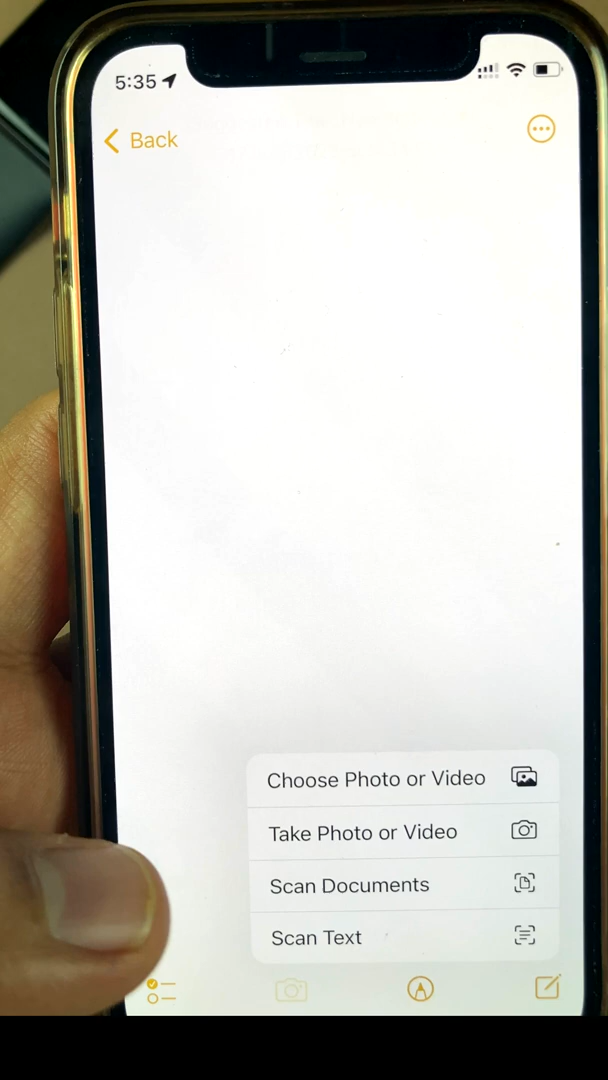 5:35
Back
Choose Photo or Video
Take Photo or Video
Scan Documents
Scan Text